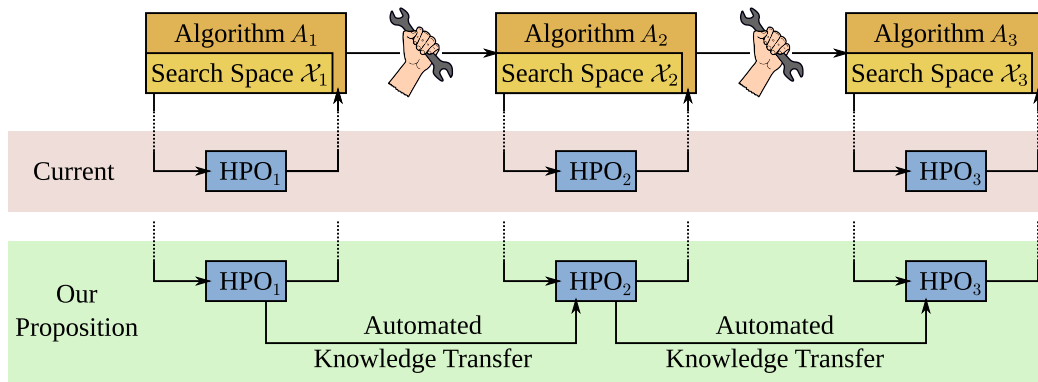 Algorithm A₁
Search Space 𝒳₁
Algorithm A₂
Search Space 𝒳₂
Algorithm A₃
Search Space 𝒳₃
Current
HPO₁
HPO₂
HPO₃
Our
Proposition
HPO₁
HPO₂
HPO₃
Automated
Knowledge Transfer
Automated
Knowledge Transfer